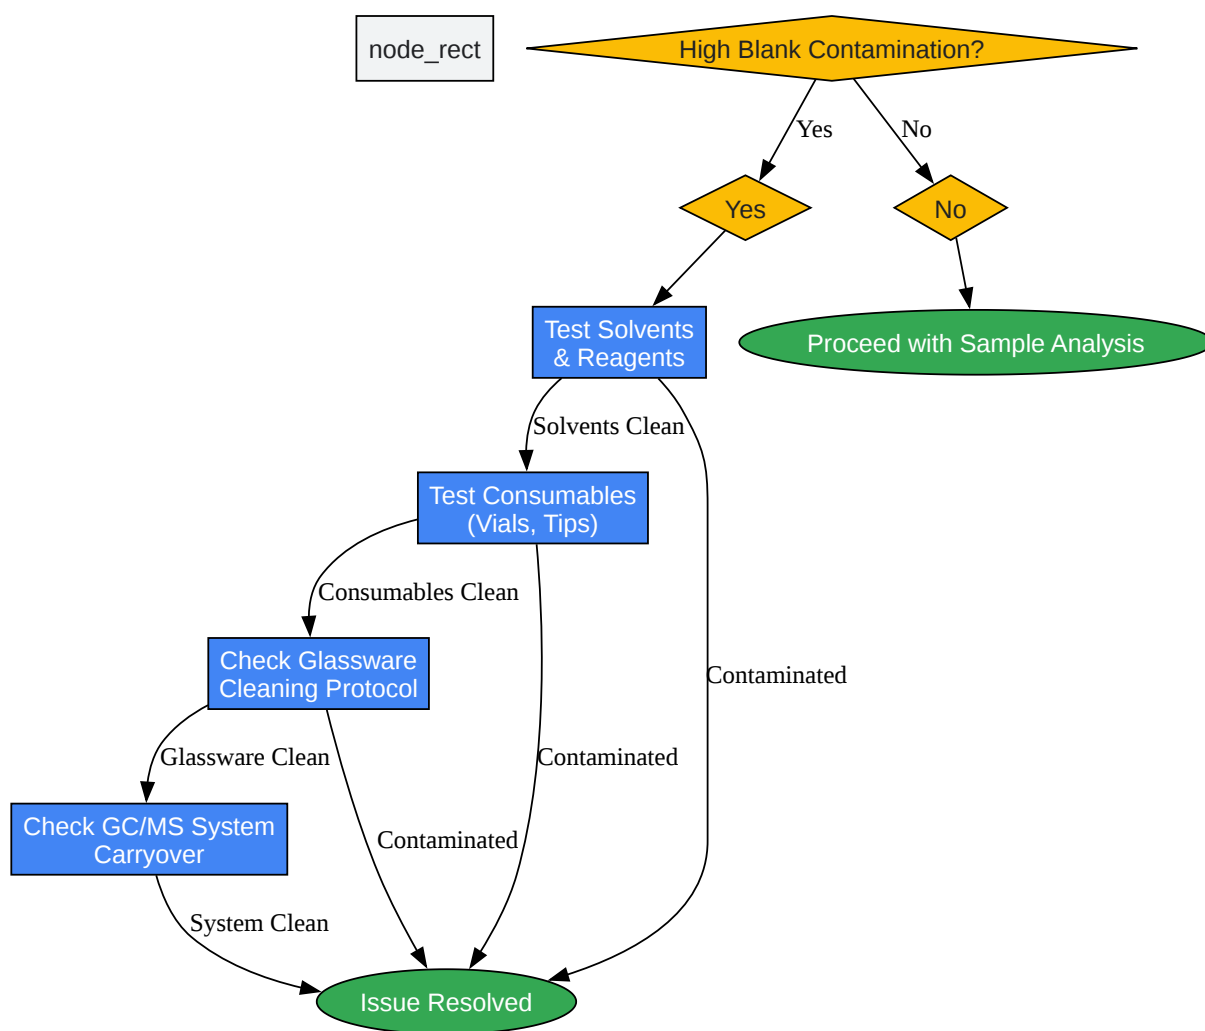 node_rect
High Blank Contamination?
Yes
No
Yes
No
Test Solvents
& Reagents
Proceed with Sample Analysis
Solvents Clean
Test Consumables
(Vials, Tips)
Consumables Clean
Check Glassware
Cleaning Protocol
Contaminated
Glassware Clean
Contaminated
Check GC/MS System
Carryover
Contaminated
System Clean
Issue Resolved